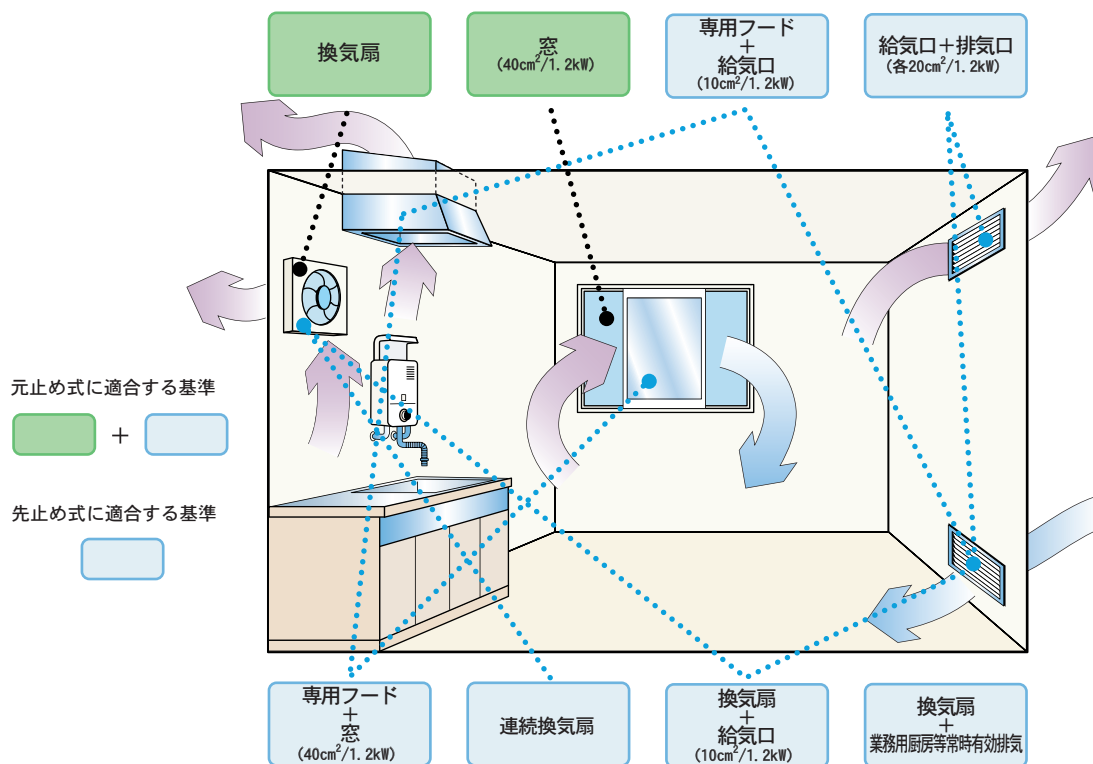 換気扇
窓
(40cm²/1.2kW)
専用フード
+
給気口
(10cm²/1.2kW)
給気口+排気口
(各20cm²/1.2kW)
元止め式に適合する基準
+
先止め式に適合する基準
専用フード
+
窓
(40cm²/1.2kW)
連続換気扇
換気扇
+
給気口
(10cm²/1.2kW)
換気扇
+
業務用厨房等常時有効排気